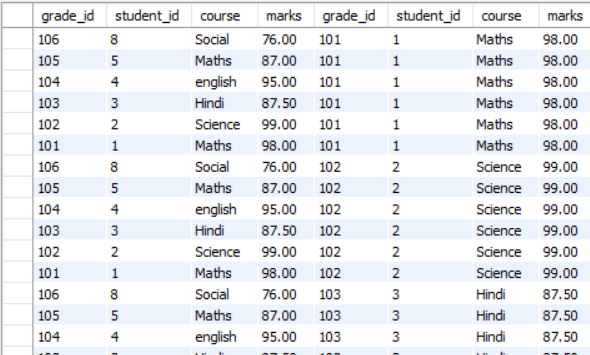 grade_id student_id course marks grade_id student_id course marks
106 8 Social 76.00 101 1 Maths 98.00
105 5 Maths 87.00 101 1 Maths 98.00
104 4 english 95.00 101 1 Maths 98.00
103 3 Hindi 87.50 101 1 Maths 98.00
102 2 Science 99.00 101 1 Maths 98.00
101 1 Maths 98.00 101 1 Maths 98.00
106 8 Social 76.00 102 2 Science 99.00
105 5 Maths 87.00 102 2 Science 99.00
104 4 english 95.00 102 2 Science 99.00
103 3 Hindi 87.50 102 2 Science 99.00
102 2 Science 99.00 102 2 Science 99.00
101 1 Maths 98.00 102 2 Science 99.00
106 8 Social 76.00 103 3 Hindi 87.50
105 5 Maths 87.00 103 3 Hindi 87.50
104 4 english 95.00 103 3 Hindi 87.50